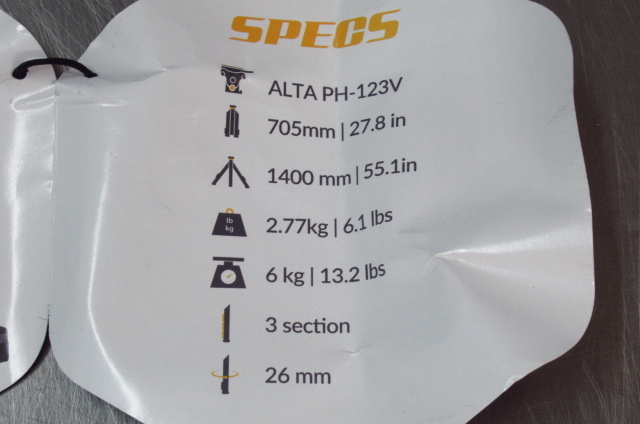 SPECS
ALTA PH-123V
705mm | 27.8 in
1400 mm | 55.1in
lb
kg
2.77kg | 6.1 lbs
6 kg | 13.2 lbs
3 section
26 mm